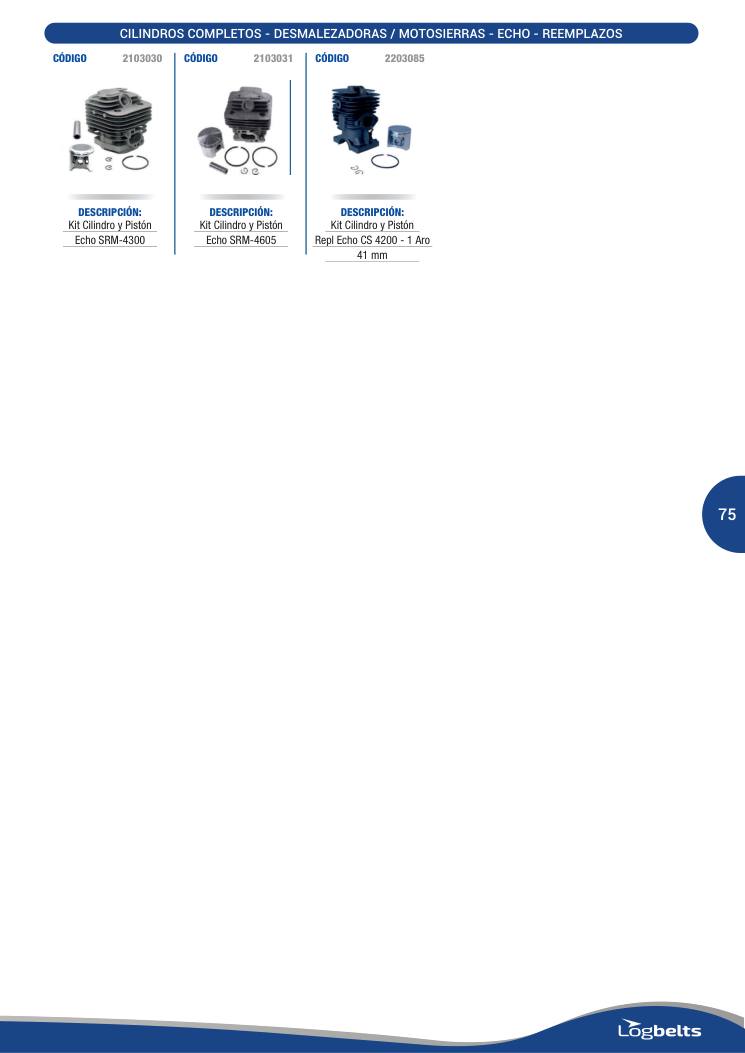 CILINDROS COMPLETOS - DESMALEZADORAS / MOTOSIERRAS - ECHO - REEMPLAZOS
CÓDIGO 2103030
DESCRIPCIÓN:
Kit Cilindro y Pistón
Echo SRM-4300
CÓDIGO 2103031
DESCRIPCIÓN:
Kit Cilindro y Pistón
Echo SRM-4605
CÓDIGO 2203085
DESCRIPCIÓN:
Kit Cilindro y Pistón
Repl Echo CS 4200 - 1 Aro
41 mm
75
Logbelts